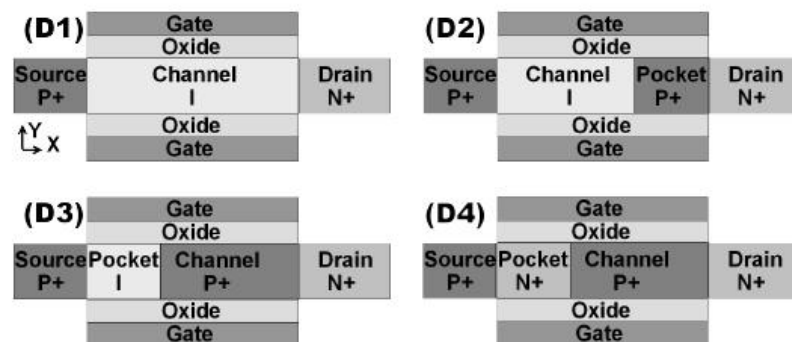 (D1)
Gate
Oxide
Source
P+
Channel
I
Drain
N+
Oxide
Gate
Y
X
(D2)
Gate
Oxide
Source
P+
Channel
I
Pocket
P+
Drain
N+
Oxide
Gate
(D3)
Gate
Oxide
Source
P+
Pocket
I
Channel
P+
Drain
N+
Oxide
Gate
(D4)
Gate
Oxide
Source
P+
Pocket
N+
Channel
P+
Drain
N+
Oxide
Gate